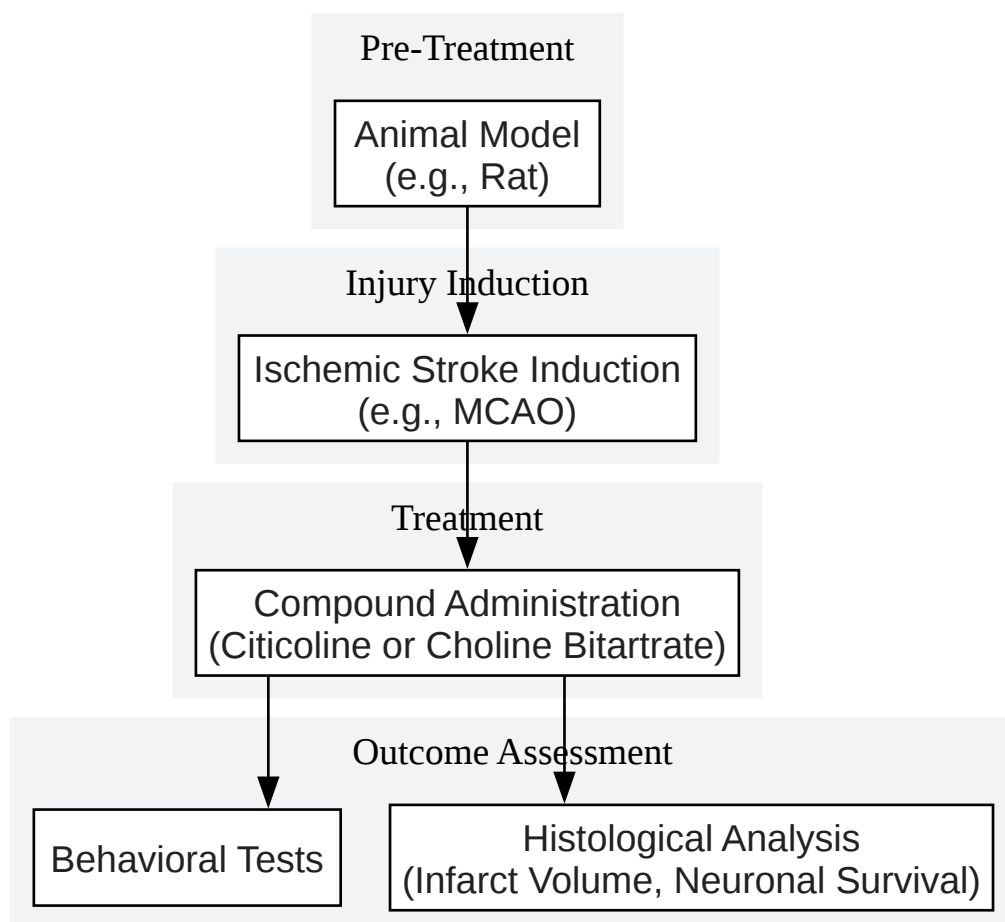 Pre-Treatment
Animal Model
(e.g., Rat)
Injury Induction
Ischemic Stroke Induction
(e.g., MCAO)
Treatment
Compound Administration
(Citicoline or Choline Bitartrate)
Outcome Assessment
Behavioral Tests
Histological Analysis
(Infarct Volume, Neuronal Survival)